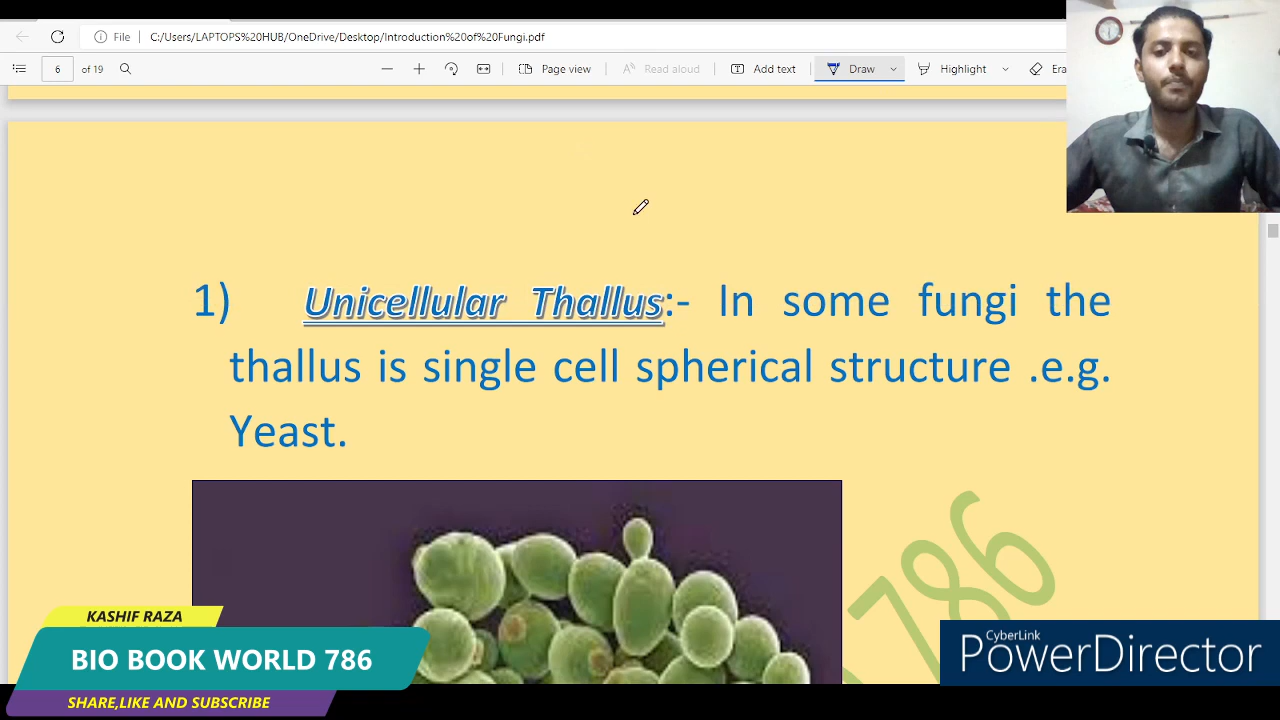 File C:/Users/LAPTOPS%20HUB/OneDrive/Desktop/Introduction%20of%20Fungi.pdf
6 of 19 Page view Read aloud Add text Draw Highlight Era
1) Unicellular Thallus:- In some fungi the
thallus is single cell spherical structure .e.g.
Yeast.
786
KASHIF RAZA
BIO BOOK WORLD 786
SHARE,LIKE AND SUBSCRIBE
CyberLink
PowerDirector